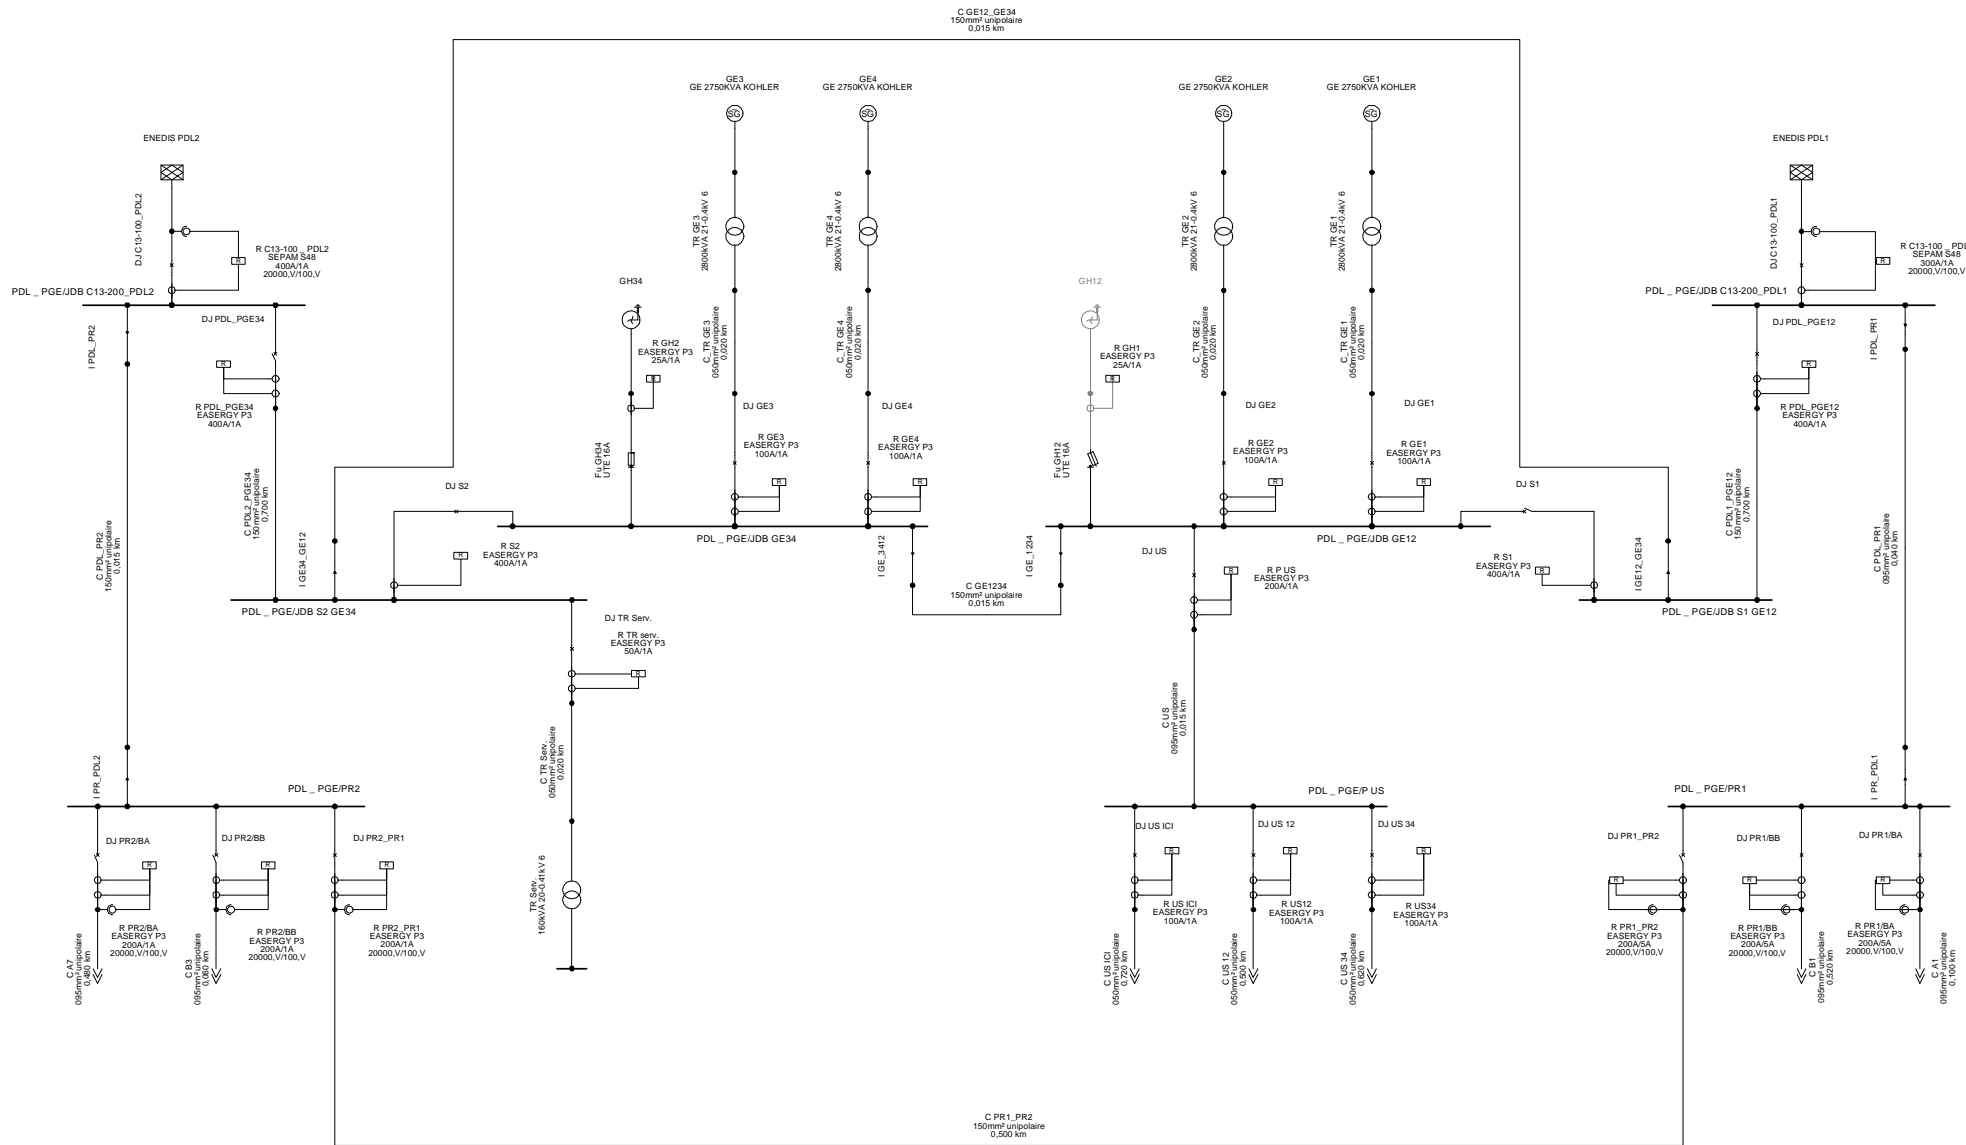 C GE12_GE34
150mm² unipolaire
0,015 km
GE3
GE 2750KVA KOHLER
GE4
GE 2750KVA KOHLER
GE2
GE 2750KVA KOHLER
GE1
GE 2750KVA KOHLER
ENEDIS PDL2
ENEDIS PDL1
DJ C13-100_PDL2
R C13-100 _ PDL2
SEPAM S48
400A/1A
20000,V/100,V
TR GE3
2800kVA 21-0.4kV 6
TR GE4
2800kVA 21-0.4kV 6
TR GE2
2800kVA 21-0.4kV 6
TR GE1
2800kVA 21-0.4kV 6
DJ C13-100_PDL1
R C13-100 _ PDL
SEPAM S48
300A/1A
20000,V/100,V
PDL _ PGE/JDB C13-200_PDL2
GH34
GH12
PDL _ PGE/JDB C13-200_PDL1
I PDL_PR2
DJ PDL_PGE34
R PDL_PGE34
EASERGY P3
400A/1A
R GH2
EASERGY P3
25A/1A
C_TR GE3
050mm² unipolaire
0,020 km
C_TR GE4
050mm² unipolaire
0,020 km
R GH1
EASERGY P3
25A/1A
C_TR GE2
050mm² unipolaire
0,020 km
C_TR GE1
050mm² unipolaire
0,020 km
DJ PDL_PGE12
R PDL_PGE12
EASERGY P3
400A/1A
I PDL_PR1
DJ GE3
DJ GE4
DJ GE2
DJ GE1
R GE3
EASERGY P3
100A/1A
R GE4
EASERGY P3
100A/1A
R GE2
EASERGY P3
100A/1A
R GE1
EASERGY P3
100A/1A
Fu GH34
UTE 16A
Fu GH12
UTE 16A
C PDL2_PGE34
150mm² unipolaire
0,700 km
DJ S2
DJ S1
C PDL1_PGE12
150mm² unipolaire
0,700 km
C PDL_PR2
150mm² unipolaire
0,015 km
I GE34_GE12
R S2
EASERGY P3
400A/1A
PDL _ PGE/JDB GE34
I GE_3412
I GE_1234
DJ US
PDL _ PGE/JDB GE12
R S1
EASERGY P3
400A/1A
I GE12_GE34
C PDL_PR1
095mm² unipolaire
0,040 km
R P US
EASERGY P3
200A/1A
C GE1234
150mm² unipolaire
0,015 km
PDL _ PGE/JDB S2 GE34
PDL _ PGE/JDB S1 GE12
DJ TR Serv.
R TR serv.
EASERGY P3
50A/1A
C TR Serv.
050mm² unipolaire
0,020 km
C US
095mm² unipolaire
0,015 km
I PR_PDL2
PDL _ PGE/PR2
PDL _ PGE/P US
PDL _ PGE/PR1
I PR_PDL1
DJ PR2/BA
DJ PR2/BB
DJ PR2_PR1
DJ US ICI
DJ US 12
DJ US 34
DJ PR1_PR2
DJ PR1/BB
DJ PR1/BA
TR Serv.
160kVA 20-0.41kV 6
R PR2/BA
EASERGY P3
200A/1A
20000,V/100,V
R PR2/BB
EASERGY P3
200A/1A
20000,V/100,V
R PR2_PR1
EASERGY P3
200A/1A
20000,V/100,V
R US ICI
EASERGY P3
100A/1A
R US12
EASERGY P3
100A/1A
R US34
EASERGY P3
100A/1A
R PR1_PR2
EASERGY P3
200A/5A
20000,V/100,V
R PR1/BB
EASERGY P3
200A/5A
20000,V/100,V
R PR1/BA
EASERGY P3
200A/5A
20000,V/100,V
C A7
095mm² unipolaire
0,480 km
C B3
095mm² unipolaire
0,060 km
C US ICI
050mm² unipolaire
0,720 km
C US 12
050mm² unipolaire
0,500 km
C US 34
050mm² unipolaire
0,620 km
C B1
095mm² unipolaire
0,520 km
C A1
095mm² unipolaire
0,100 km
C PR1_PR2
150mm² unipolaire
0,500 km